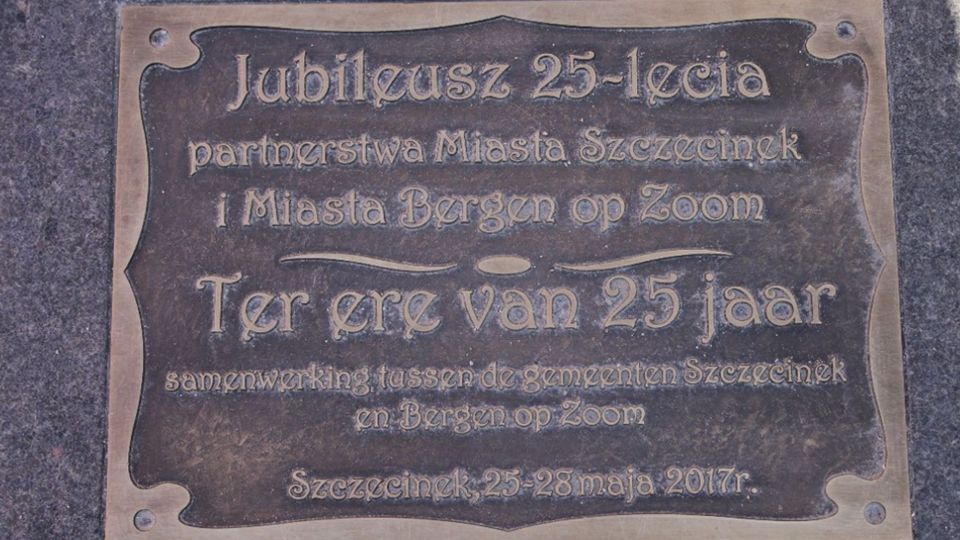 Jubileusz 25-lecia
partnerstwa Miasta Szczecinek
i Miasta Bergen op Zoom
Ter ere van 25 jaar
samenwerking tussen de gemeenten Szczecinek
en Bergen op Zoom
Szczecinek, 25-28 maja 2017r.